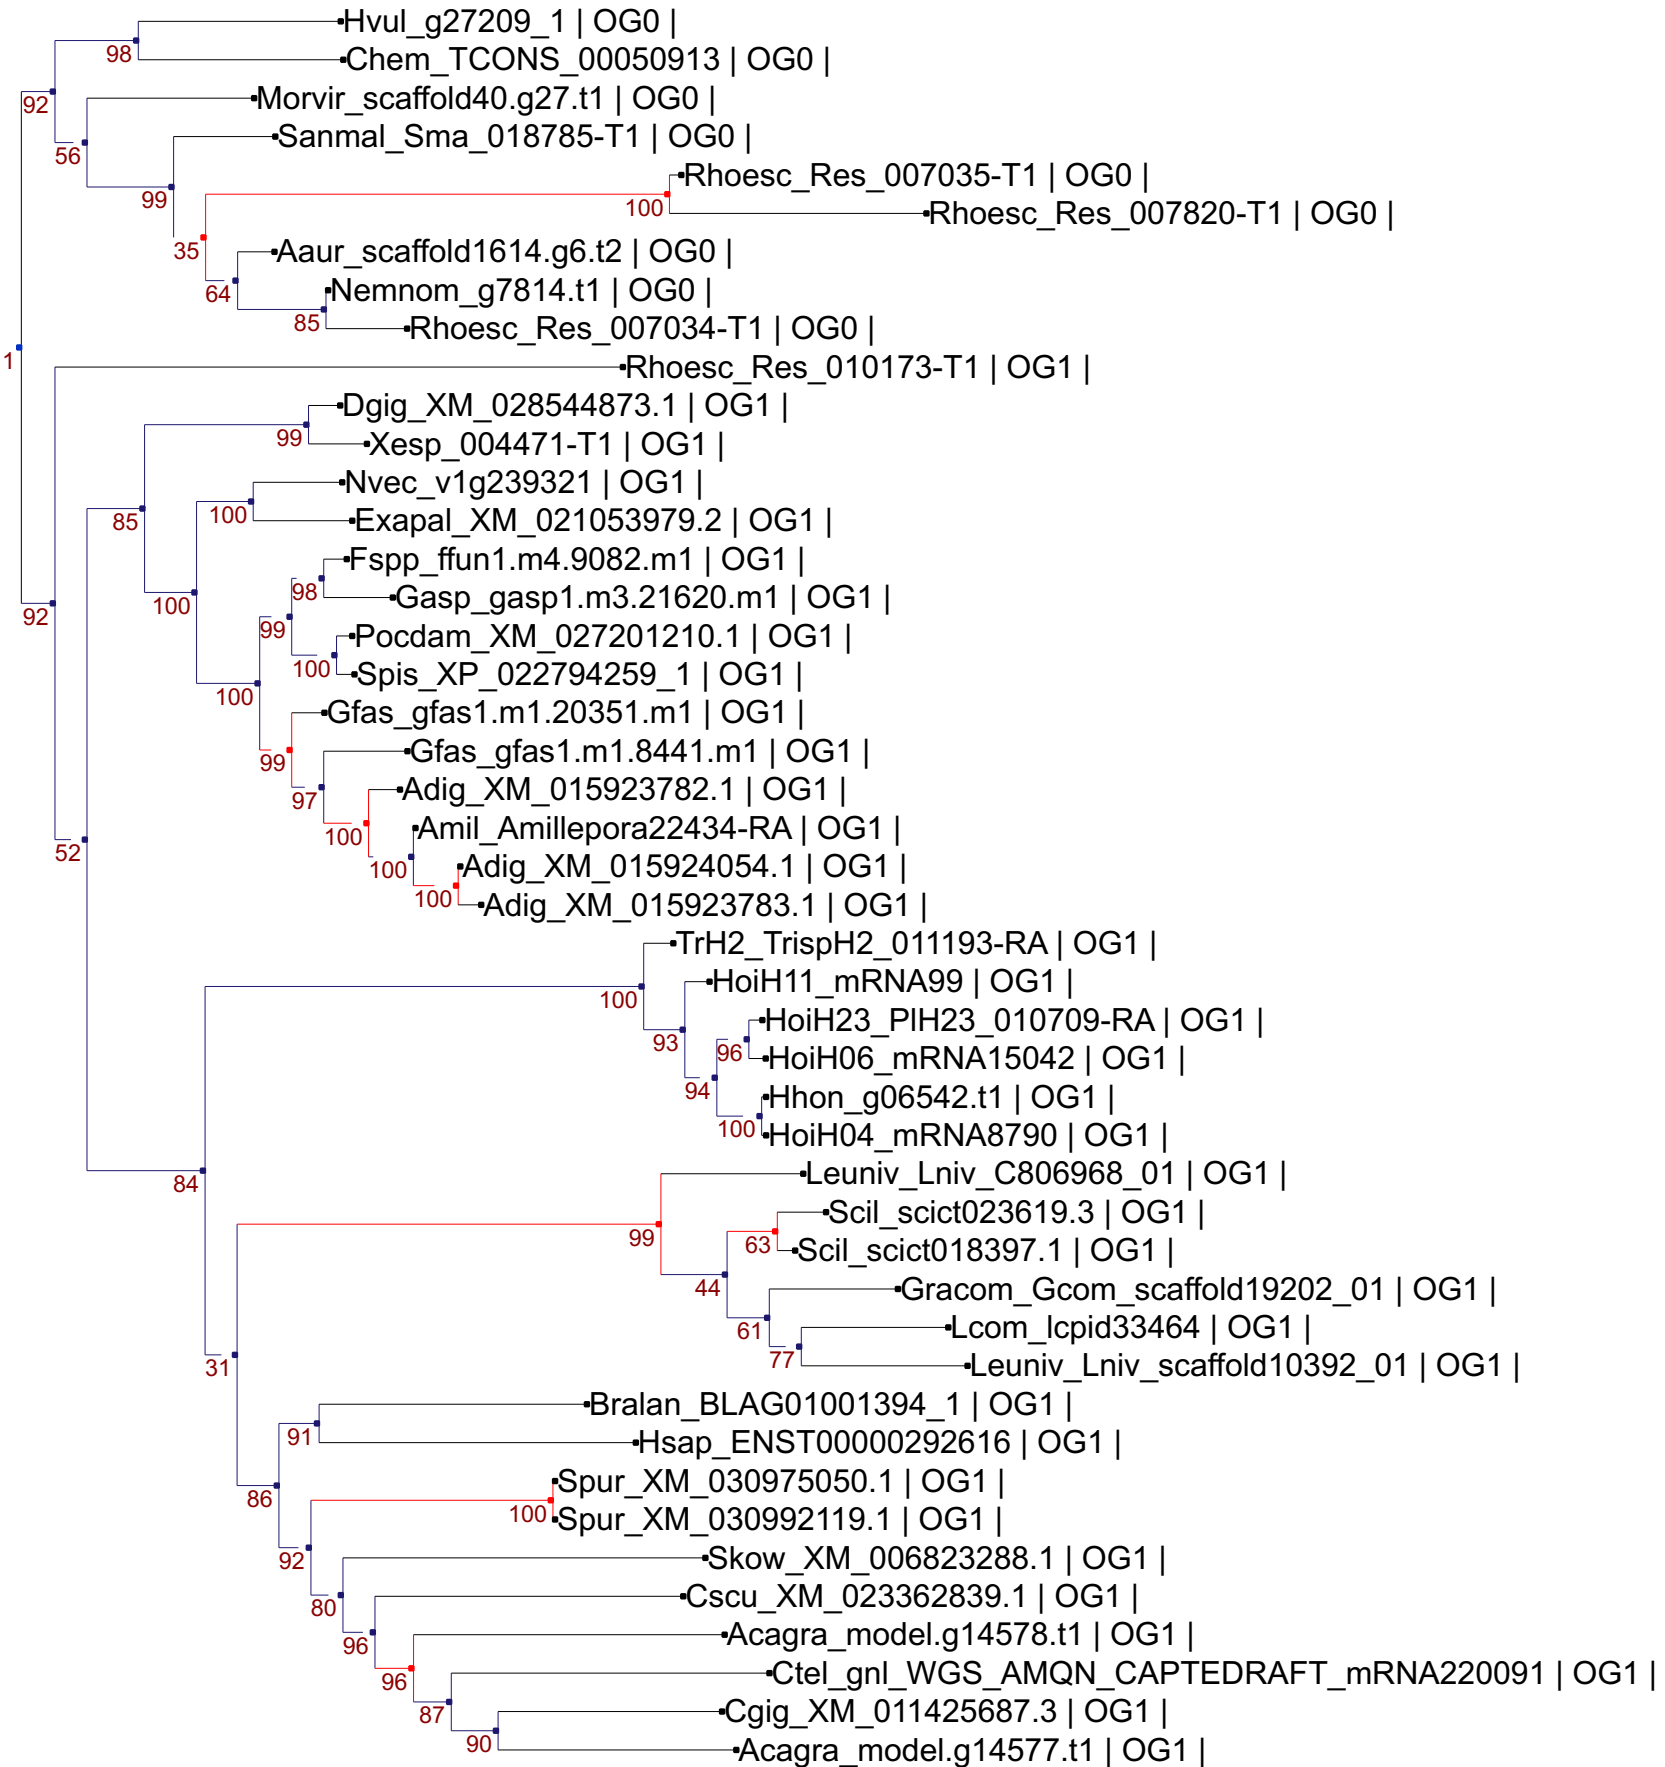 Hvul_g27209_1 | OG0 |
98
Chem_TCONS_00050913 | OG0 |
92
Morvir_scaffold40.g27.t1 | OG0 |
Sanmal_Sma_018785-T1 | OG0 |
56
Rhoesc_Res_007035-T1 | OG0 |
99
100
Rhoesc_Res_007820-T1 | OG0 |
35
Aaur_scaffold1614.g6.t2 | OG0 |
64
Nemnom_g7814.t1 | OG0 |
85
Rhoesc_Res_007034-T1 | OG0 |
1
Rhoesc_Res_010173-T1 | OG1 |
Dgig_XM_028544873.1 | OG1 |
99
Xesp_004471-T1 | OG1 |
Nvec_v1g239321 | OG1 |
85
100
Exapal_XM_021053979.2 | OG1 |
Fspp_ffun1.m4.9082.m1 | OG1 |
98
Gasp_gasp1.m3.21620.m1 | OG1 |
100
92
99
Pocdam_XM_027201210.1 | OG1 |
100
Spis_XP_022794259_1 | OG1 |
100
Gfas_gfas1.m1.20351.m1 | OG1 |
99
Gfas_gfas1.m1.8441.m1 | OG1 |
97
Adig_XM_015923782.1 | OG1 |
100
Amil_Amillepora22434-RA | OG1 |
52
100
Adig_XM_015924054.1 | OG1 |
100
Adig_XM_015923783.1 | OG1 |
TrH2_TrispH2_011193-RA | OG1 |
100
HoiH11_mRNA99 | OG1 |
93
HoiH23_PlH23_010709-RA | OG1 |
96
HoiH06_mRNA15042 | OG1 |
94
Hhon_g06542.t1 | OG1 |
100
HoiH04_mRNA8790 | OG1 |
84
Leuniv_Lniv_C806968_01 | OG1 |
Scil_scict023619.3 | OG1 |
99
63
Scil_scict018397.1 | OG1 |
44
Gracom_Gcom_scaffold19202_01 | OG1 |
61
Lcom_lcpid33464 | OG1 |
31
77
Leuniv_Lniv_scaffold10392_01 | OG1 |
Bralan_BLAG01001394_1 | OG1 |
91
Hsap_ENST00000292616 | OG1 |
86
Spur_XM_030975050.1 | OG1 |
100
Spur_XM_030992119.1 | OG1 |
92
Skow_XM_006823288.1 | OG1 |
80
Cscu_XM_023362839.1 | OG1 |
96
Acagra_model.g14578.t1 | OG1 |
96
Ctel_gnl_WGS_AMQN_CAPTEDRAFT_mRNA220091 | OG1 |
87
Cgig_XM_011425687.3 | OG1 |
90
Acagra_model.g14577.t1 | OG1 |